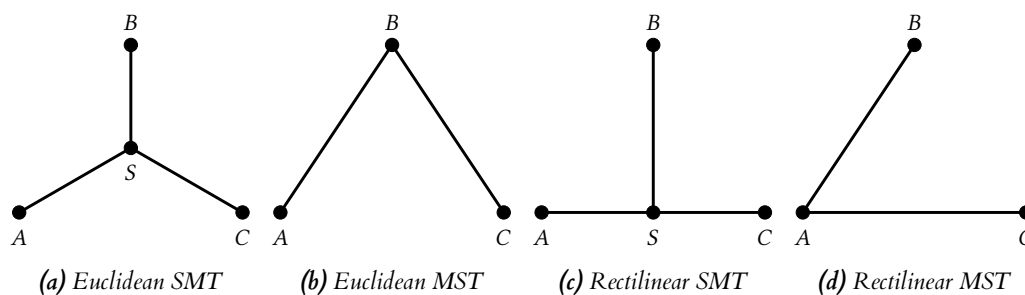 B B B B
S
A C A C A S C A C
(a) Euclidean SMT (b) Euclidean MST (c) Rectilinear SMT (d) Rectilinear MST